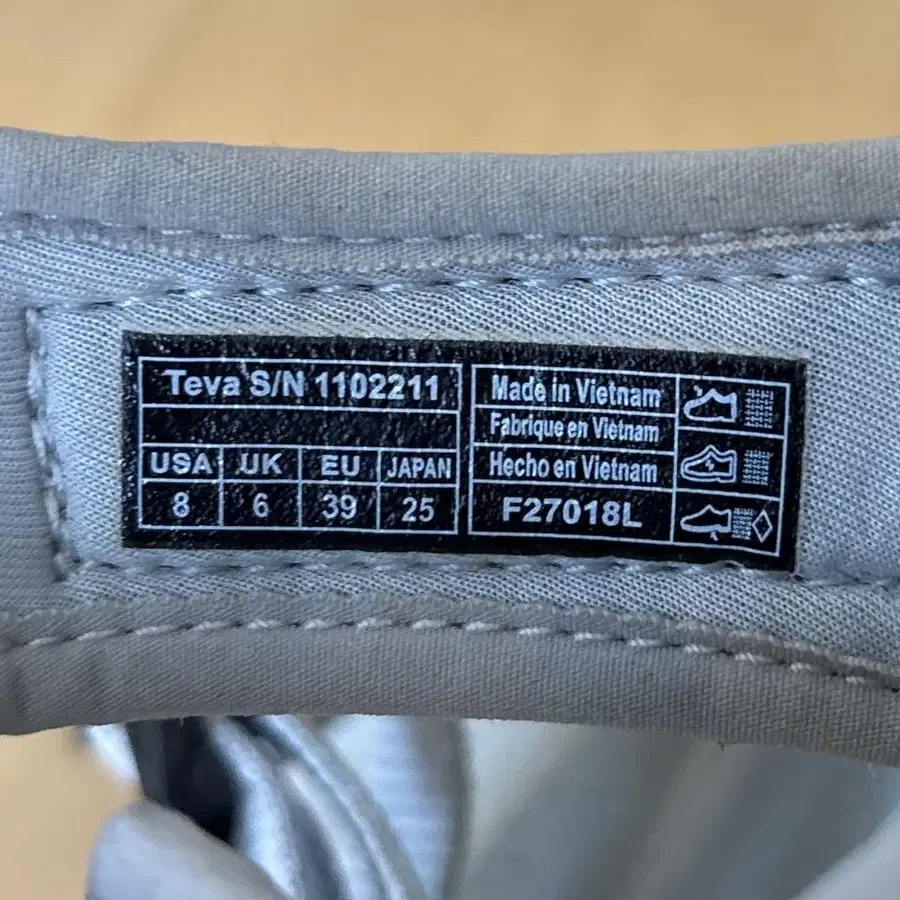 Teva S/N 1102211
USA UK EU JAPAN
8 6 39 25
Made in Vietnam
Fabrique en Vietnam
Hecho en Vietnam
F27018L